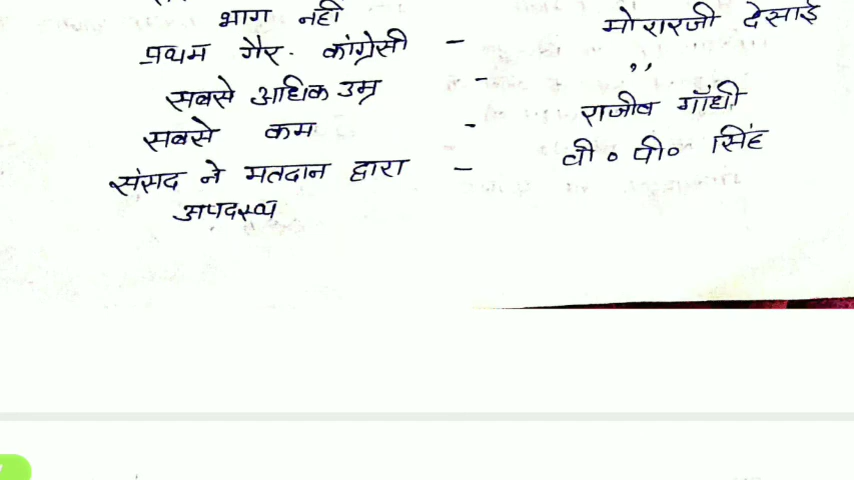 भाग नहीं
प्रथम गैर. कांग्रेसी - मोरारजी देसाई
सबसे अधिक उम्र - ,,
सबसे कम - राजीव गाँधी
संसद ने मतदान द्वारा - वी० पी० सिंह
अपदस्थ